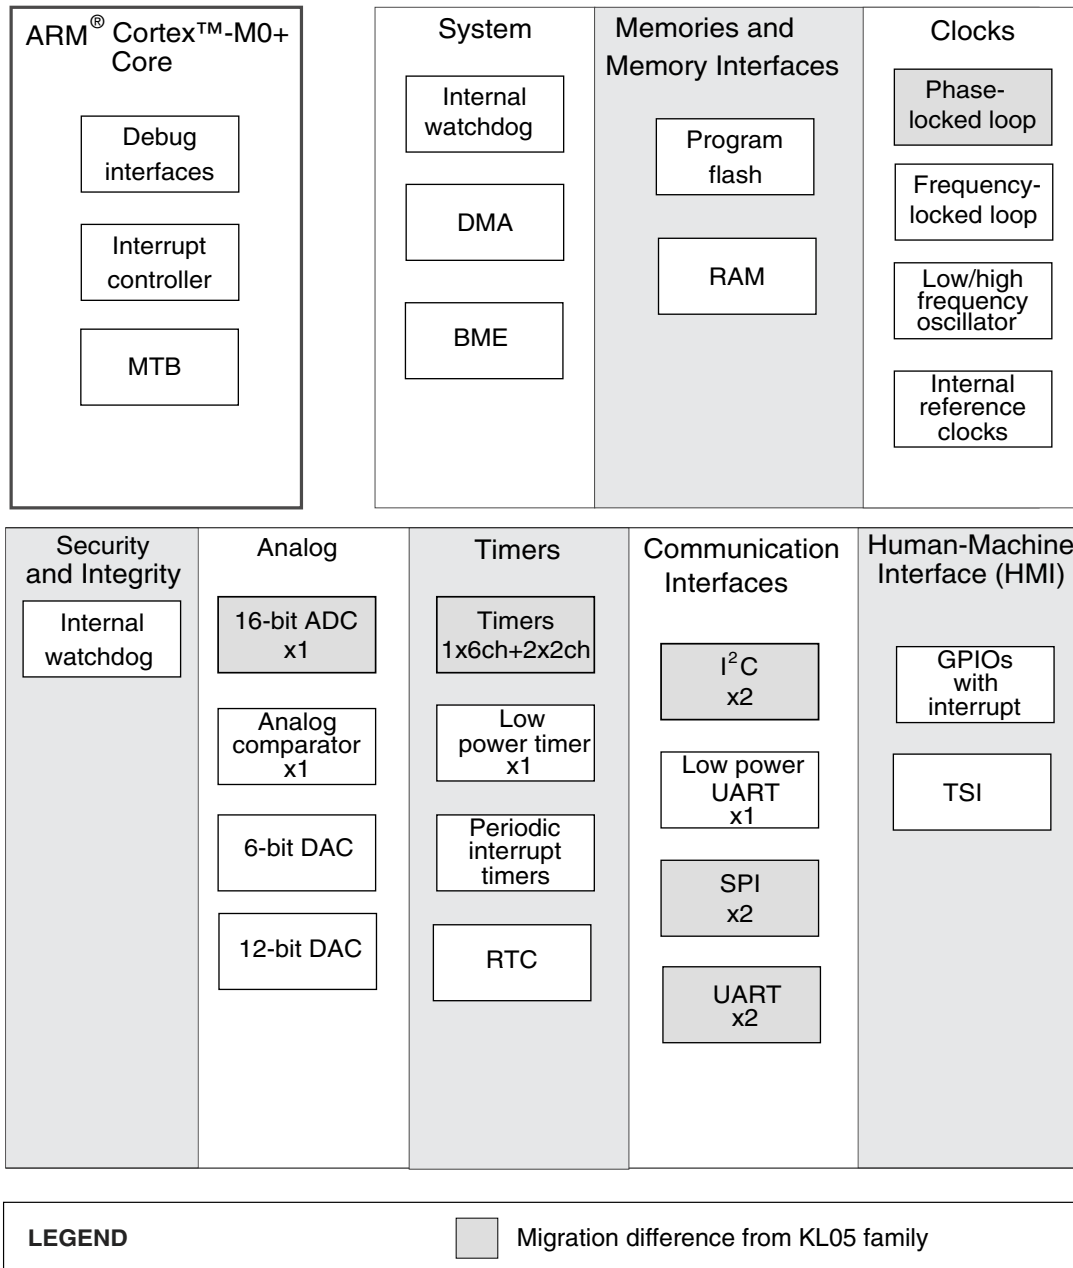 ARM® Cortex™-M0+
Core
Debug
interfaces
Interrupt
controller
MTB
System
Internal
watchdog
DMA
BME
Memories and
Memory Interfaces
Program
flash
RAM
Clocks
Phase-
locked loop
Frequency-
locked loop
Low/high
frequency
oscillator
Internal
reference
clocks
Security
and Integrity
Internal
watchdog
Analog
16-bit ADC
x1
Analog
comparator
x1
6-bit DAC
12-bit DAC
Timers
Timers
1x6ch+2x2ch
Low
power timer
x1
Periodic
interrupt
timers
RTC
Communication
Interfaces
I²C
x2
Low power
UART
x1
SPI
x2
UART
x2
Human-Machine
Interface (HMI)
GPIOs
with
interrupt
TSI
LEGEND
Migration difference from KL05 family